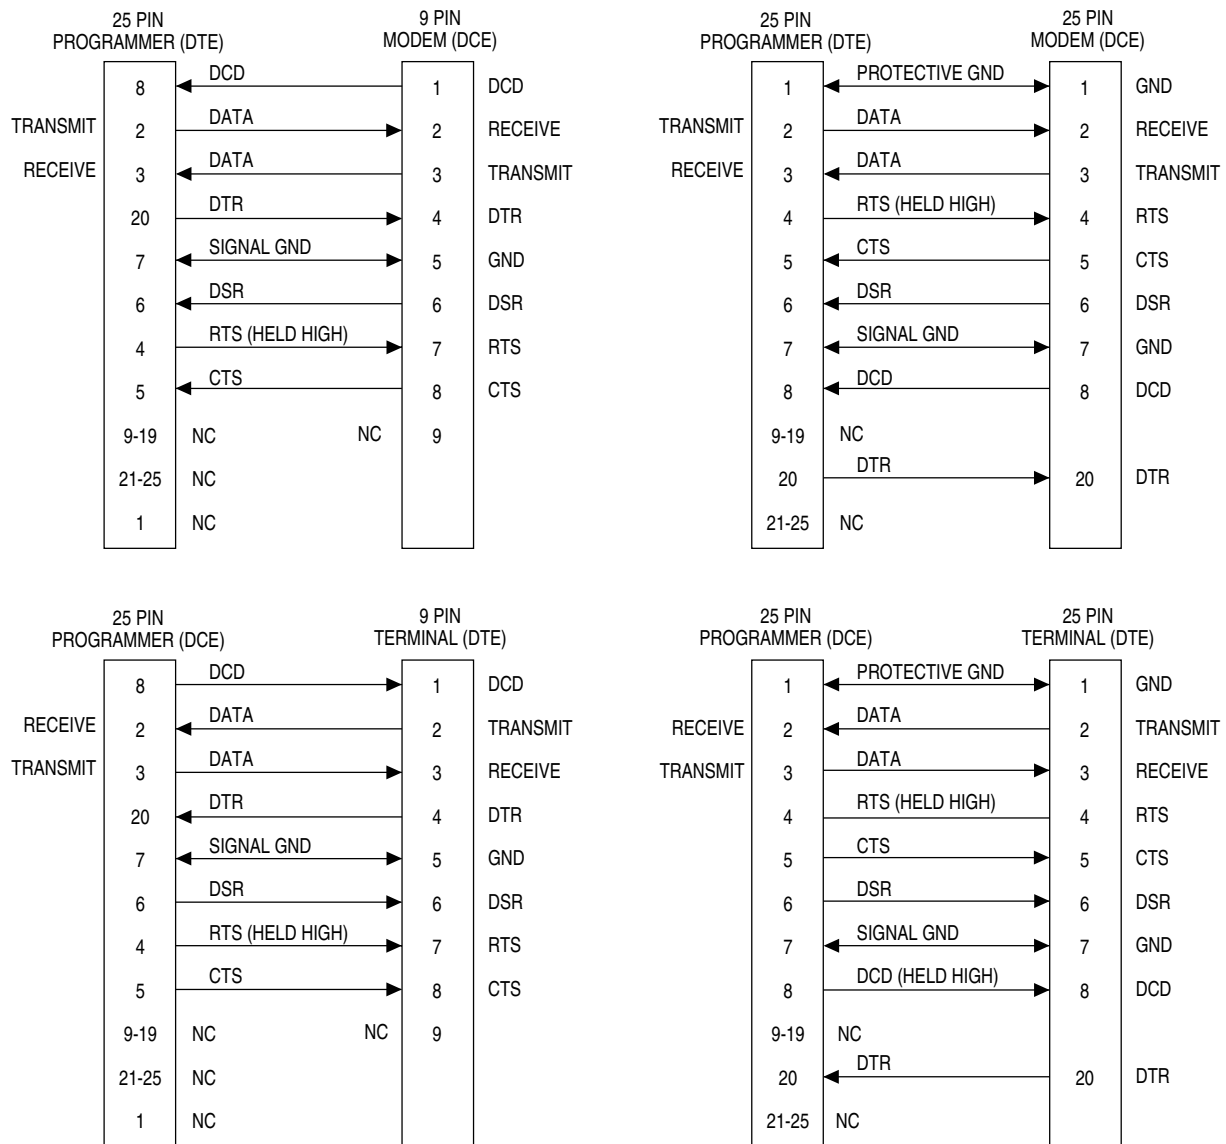 25 PIN
PROGRAMMER (DTE)
9 PIN
MODEM (DCE)
8 DCD 1 DCD
TRANSMIT 2 DATA 2 RECEIVE
RECEIVE 3 DATA 3 TRANSMIT
20 DTR 4 DTR
7 SIGNAL GND 5 GND
6 DSR 6 DSR
4 RTS (HELD HIGH) 7 RTS
5 CTS 8 CTS
9-19 NC NC 9
21-25 NC
1 NC
25 PIN
PROGRAMMER (DTE)
25 PIN
MODEM (DCE)
1 PROTECTIVE GND 1 GND
TRANSMIT 2 DATA 2 RECEIVE
RECEIVE 3 DATA 3 TRANSMIT
4 RTS (HELD HIGH) 4 RTS
5 CTS 5 CTS
6 DSR 6 DSR
7 SIGNAL GND 7 GND
8 DCD 8 DCD
9-19 NC
20 DTR 20 DTR
21-25 NC
25 PIN
PROGRAMMER (DCE)
9 PIN
TERMINAL (DTE)
8 DCD 1 DCD
RECEIVE 2 DATA 2 TRANSMIT
TRANSMIT 3 DATA 3 RECEIVE
20 DTR 4 DTR
7 SIGNAL GND 5 GND
6 DSR 6 DSR
4 RTS (HELD HIGH) 7 RTS
5 CTS 8 CTS
9-19 NC NC 9
21-25 NC
1 NC
25 PIN
PROGRAMMER (DCE)
25 PIN
TERMINAL (DTE)
1 PROTECTIVE GND 1 GND
RECEIVE 2 DATA 2 TRANSMIT
TRANSMIT 3 DATA 3 RECEIVE
4 RTS (HELD HIGH) 4 RTS
5 CTS 5 CTS
6 DSR 6 DSR
7 SIGNAL GND 7 GND
8 DCD (HELD HIGH) 8 DCD
9-19 NC
20 DTR 20 DTR
21-25 NC